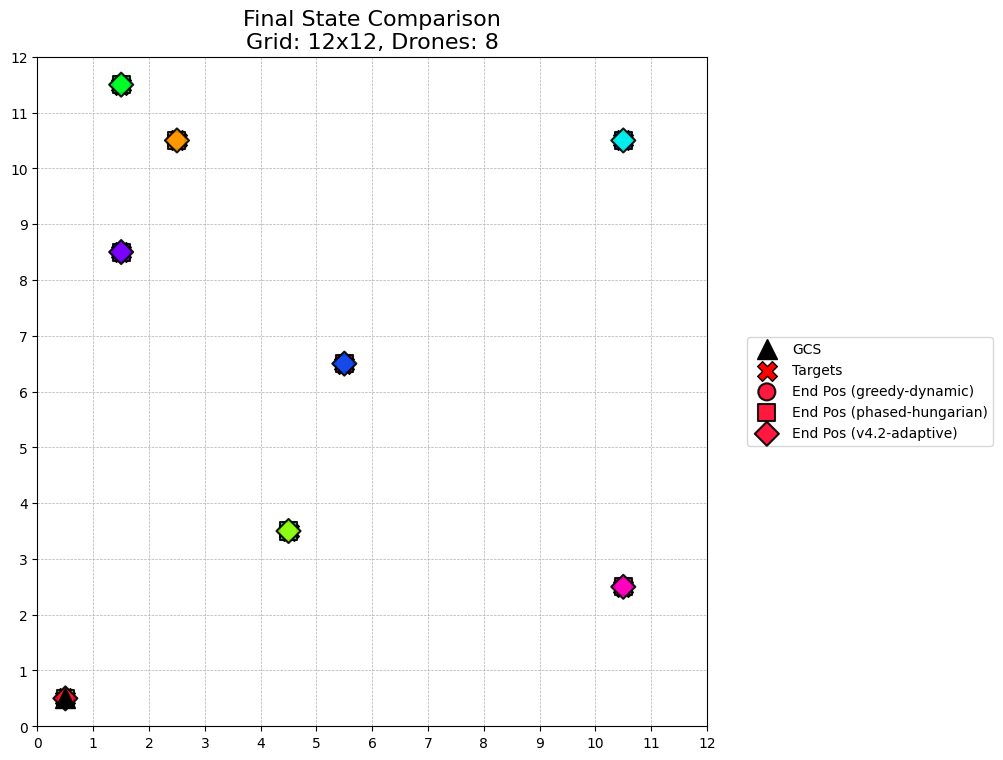 Final State Comparison
Grid: 12x12, Drones: 8
12
11
10
9
8
7
6
5
4
3
2
1
0
0 1 2 3 4 5 6 7 8 9 10 11 12
GCS
Targets
End Pos (greedy-dynamic)
End Pos (phased-hungarian)
End Pos (v4.2-adaptive)